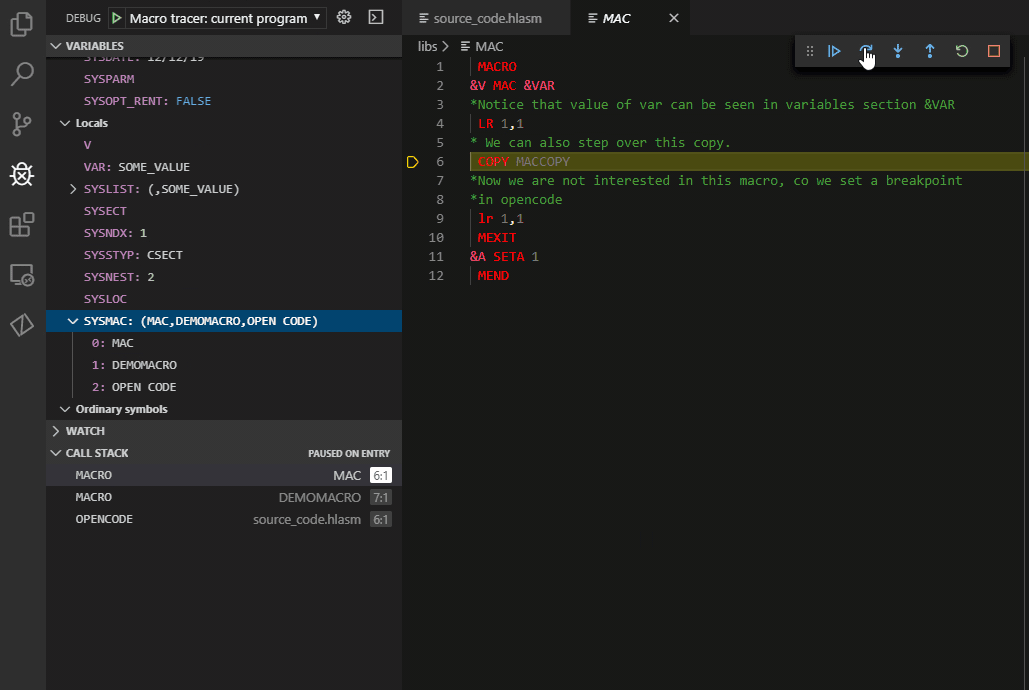 DEBUG Macro tracer: current program
source_code.hlasm
MAC
VARIABLES
SYSDATE: 12/12/19
SYSPARM
SYSOPT_RENT: FALSE
Locals
V
VAR: SOME_VALUE
SYSLIST: (,SOME_VALUE)
SYSECT
SYSNDX: 1
SYSSTYP: CSECT
SYSNEST: 2
SYSLOC
SYSMAC: (MAC,DEMOMACRO,OPEN CODE)
0: MAC
1: DEMOMACRO
2: OPEN CODE
Ordinary symbols
WATCH
CALL STACK PAUSED ON ENTRY
MACRO MAC 6:1
MACRO DEMOMACRO 7:1
OPENCODE source_code.hlasm 6:1
libs > MAC
1 MACRO
2 &V MAC &VAR
3 *Notice that value of var can be seen in variables section &VAR
4 LR 1,1
5 * We can also step over this copy.
6 COPY MACCOPY
7 *Now we are not interested in this macro, co we set a breakpoint
8 *in opencode
9 lr 1,1
10 MEXIT
11 &A SETA 1
12 MEND